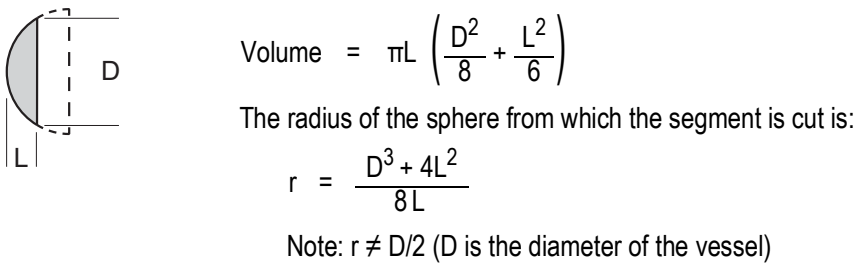 D
L
Volume = πL ( D²/8 + L²/6 )
The radius of the sphere from which the segment is cut is:
r = D³ + 4L² / 8L
Note: r ≠ D/2 (D is the diameter of the vessel)